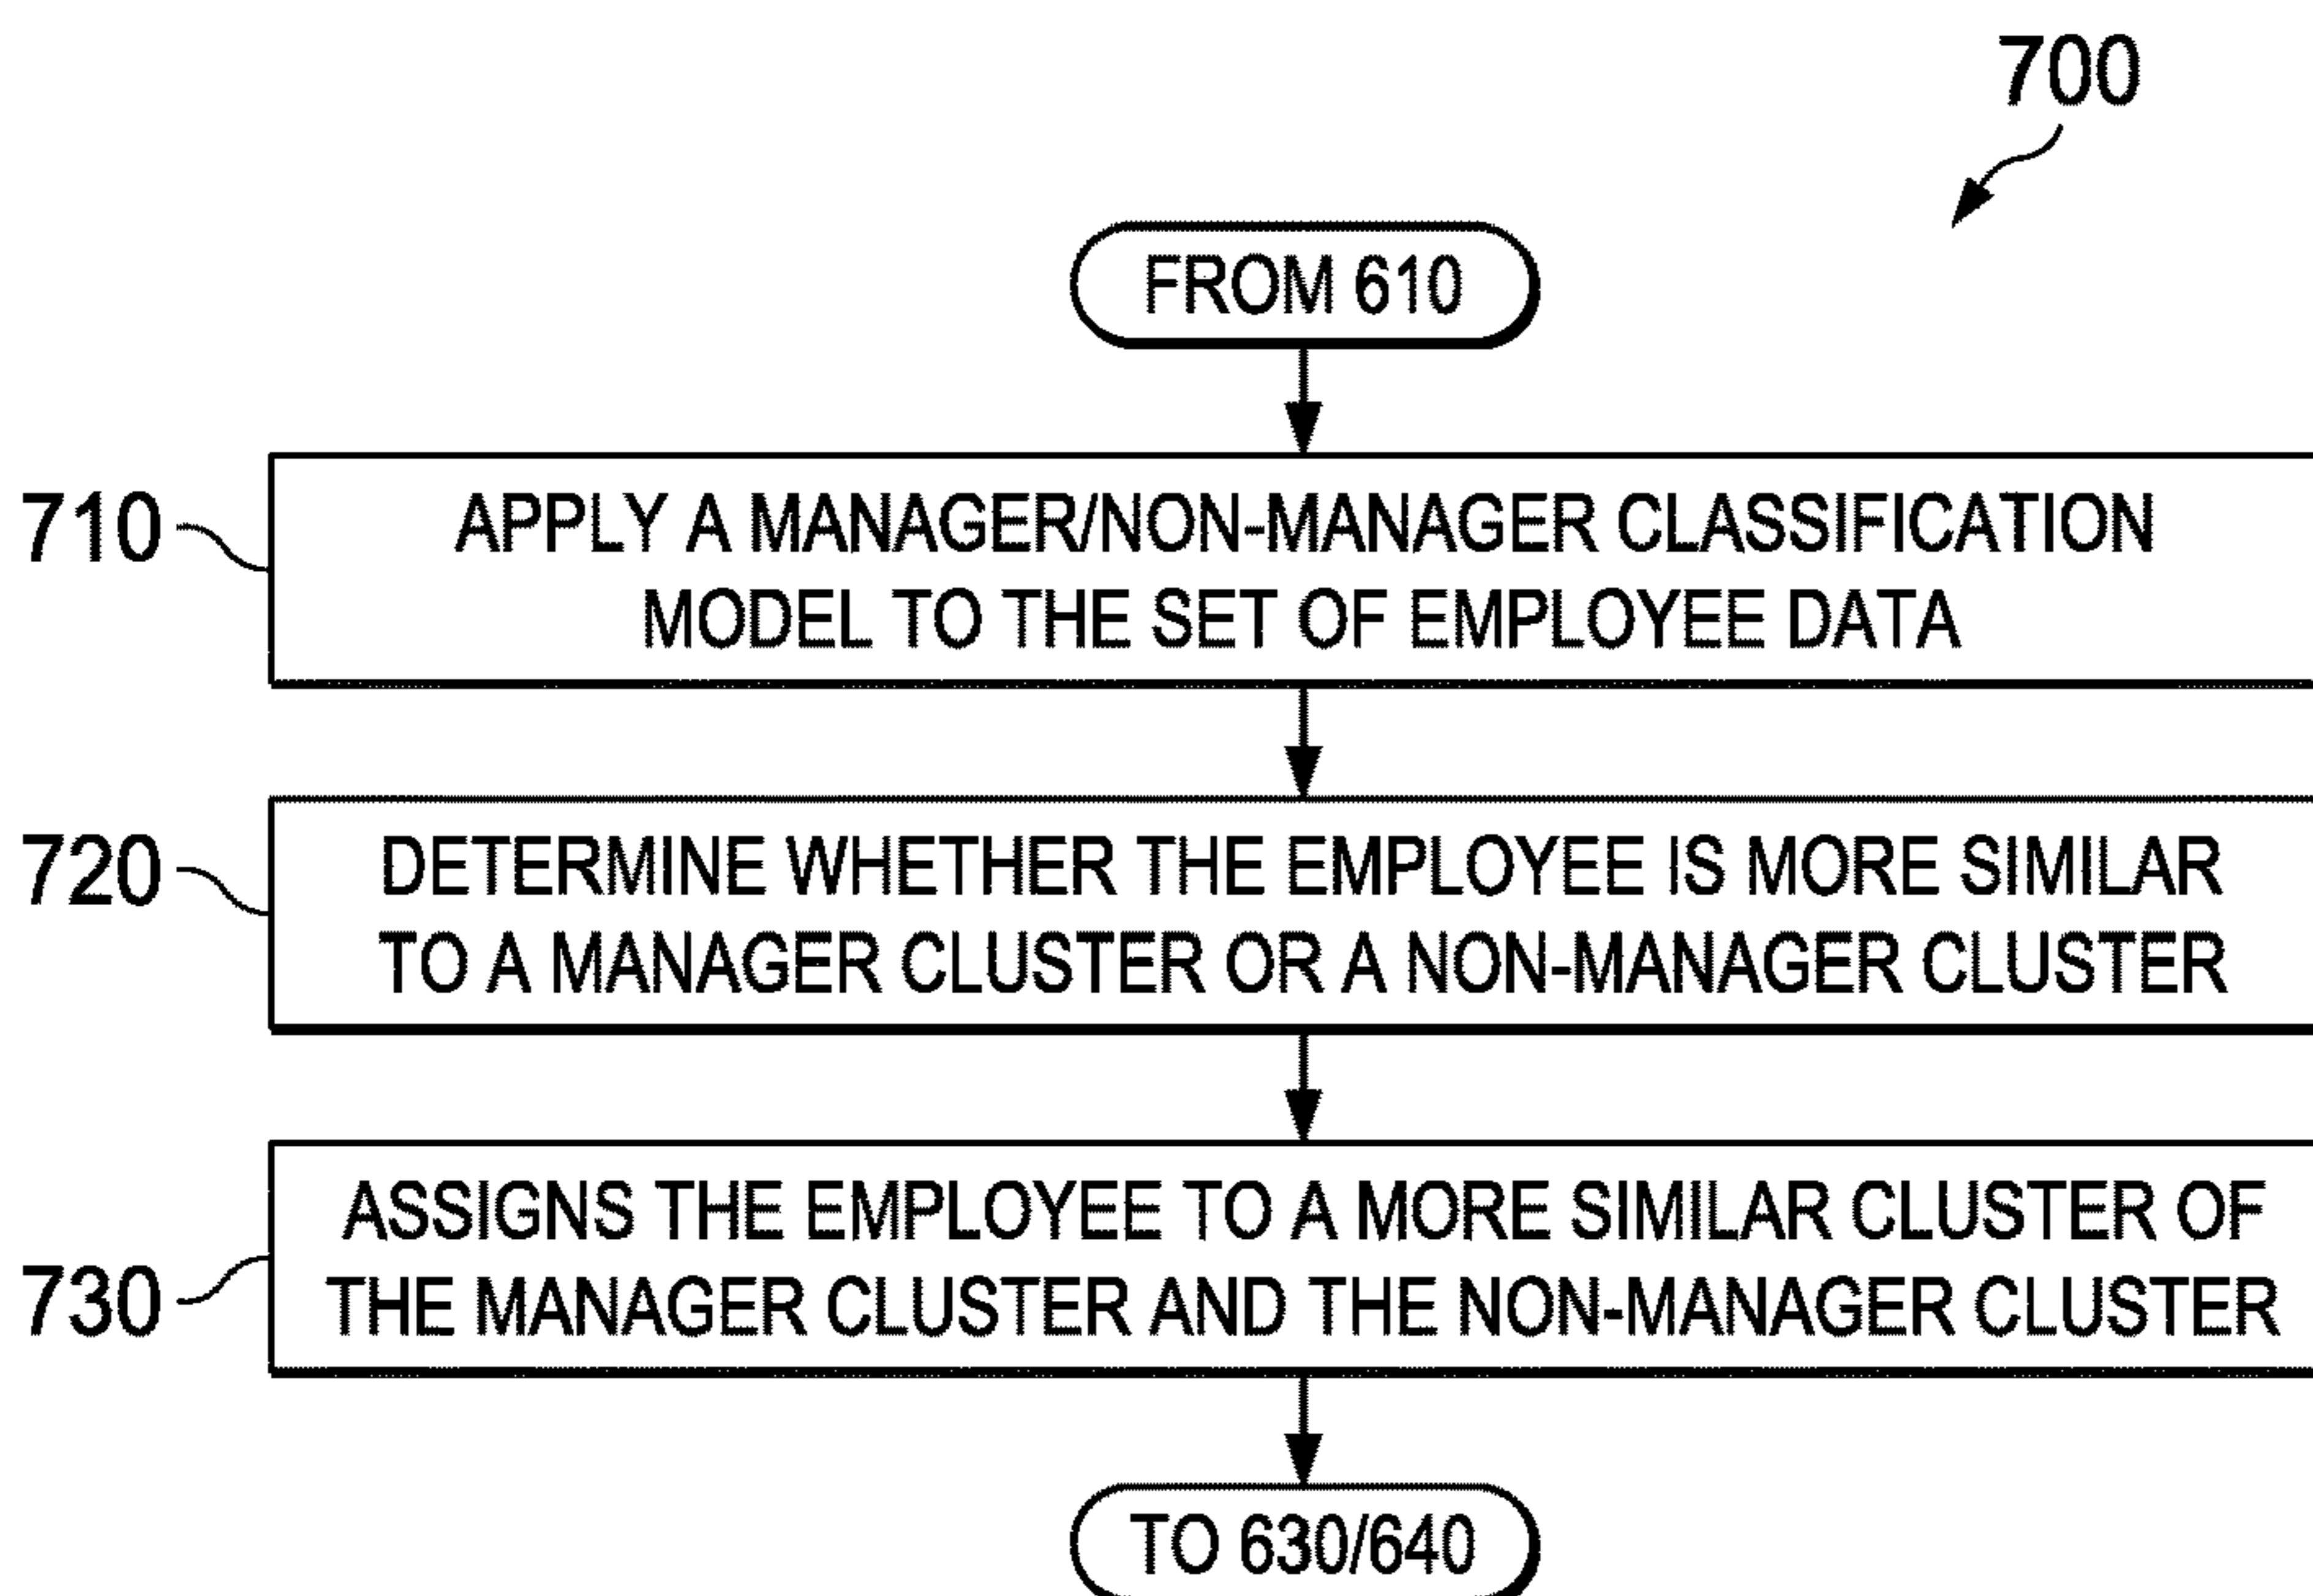 700
FROM 610
710
APPLY A MANAGER/NON-MANAGER CLASSIFICATION
MODEL TO THE SET OF EMPLOYEE DATA
720
DETERMINE WHETHER THE EMPLOYEE IS MORE SIMILAR
TO A MANAGER CLUSTER OR A NON-MANAGER CLUSTER
730
ASSIGNS THE EMPLOYEE TO A MORE SIMILAR CLUSTER OF
THE MANAGER CLUSTER AND THE NON-MANAGER CLUSTER
TO 630/640